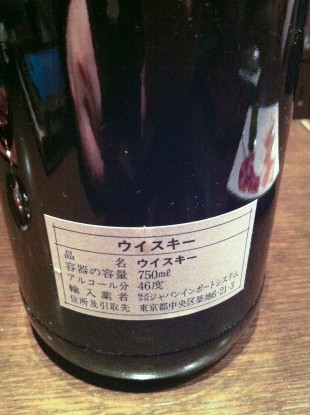 ウイスキー
品名 ウイスキー
容器の容量 750mℓ
アルコール分 46度
輸入業者 株式会社ジャパンインポートシステム
住所及引取先 東京都中央区築地6-21-3